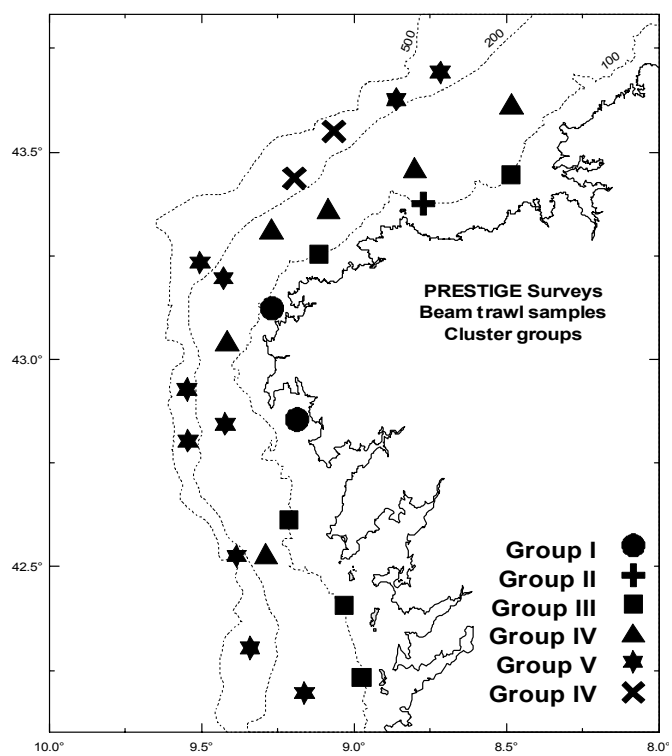 500
200
100
43.5°
PRESTIGE Surveys
Beam trawl samples
Cluster groups
43.0°
42.5°
Group I
Group II
Group III
Group IV
Group V
Group IV
10.0°
9.5°
9.0°
8.5°
8.0°